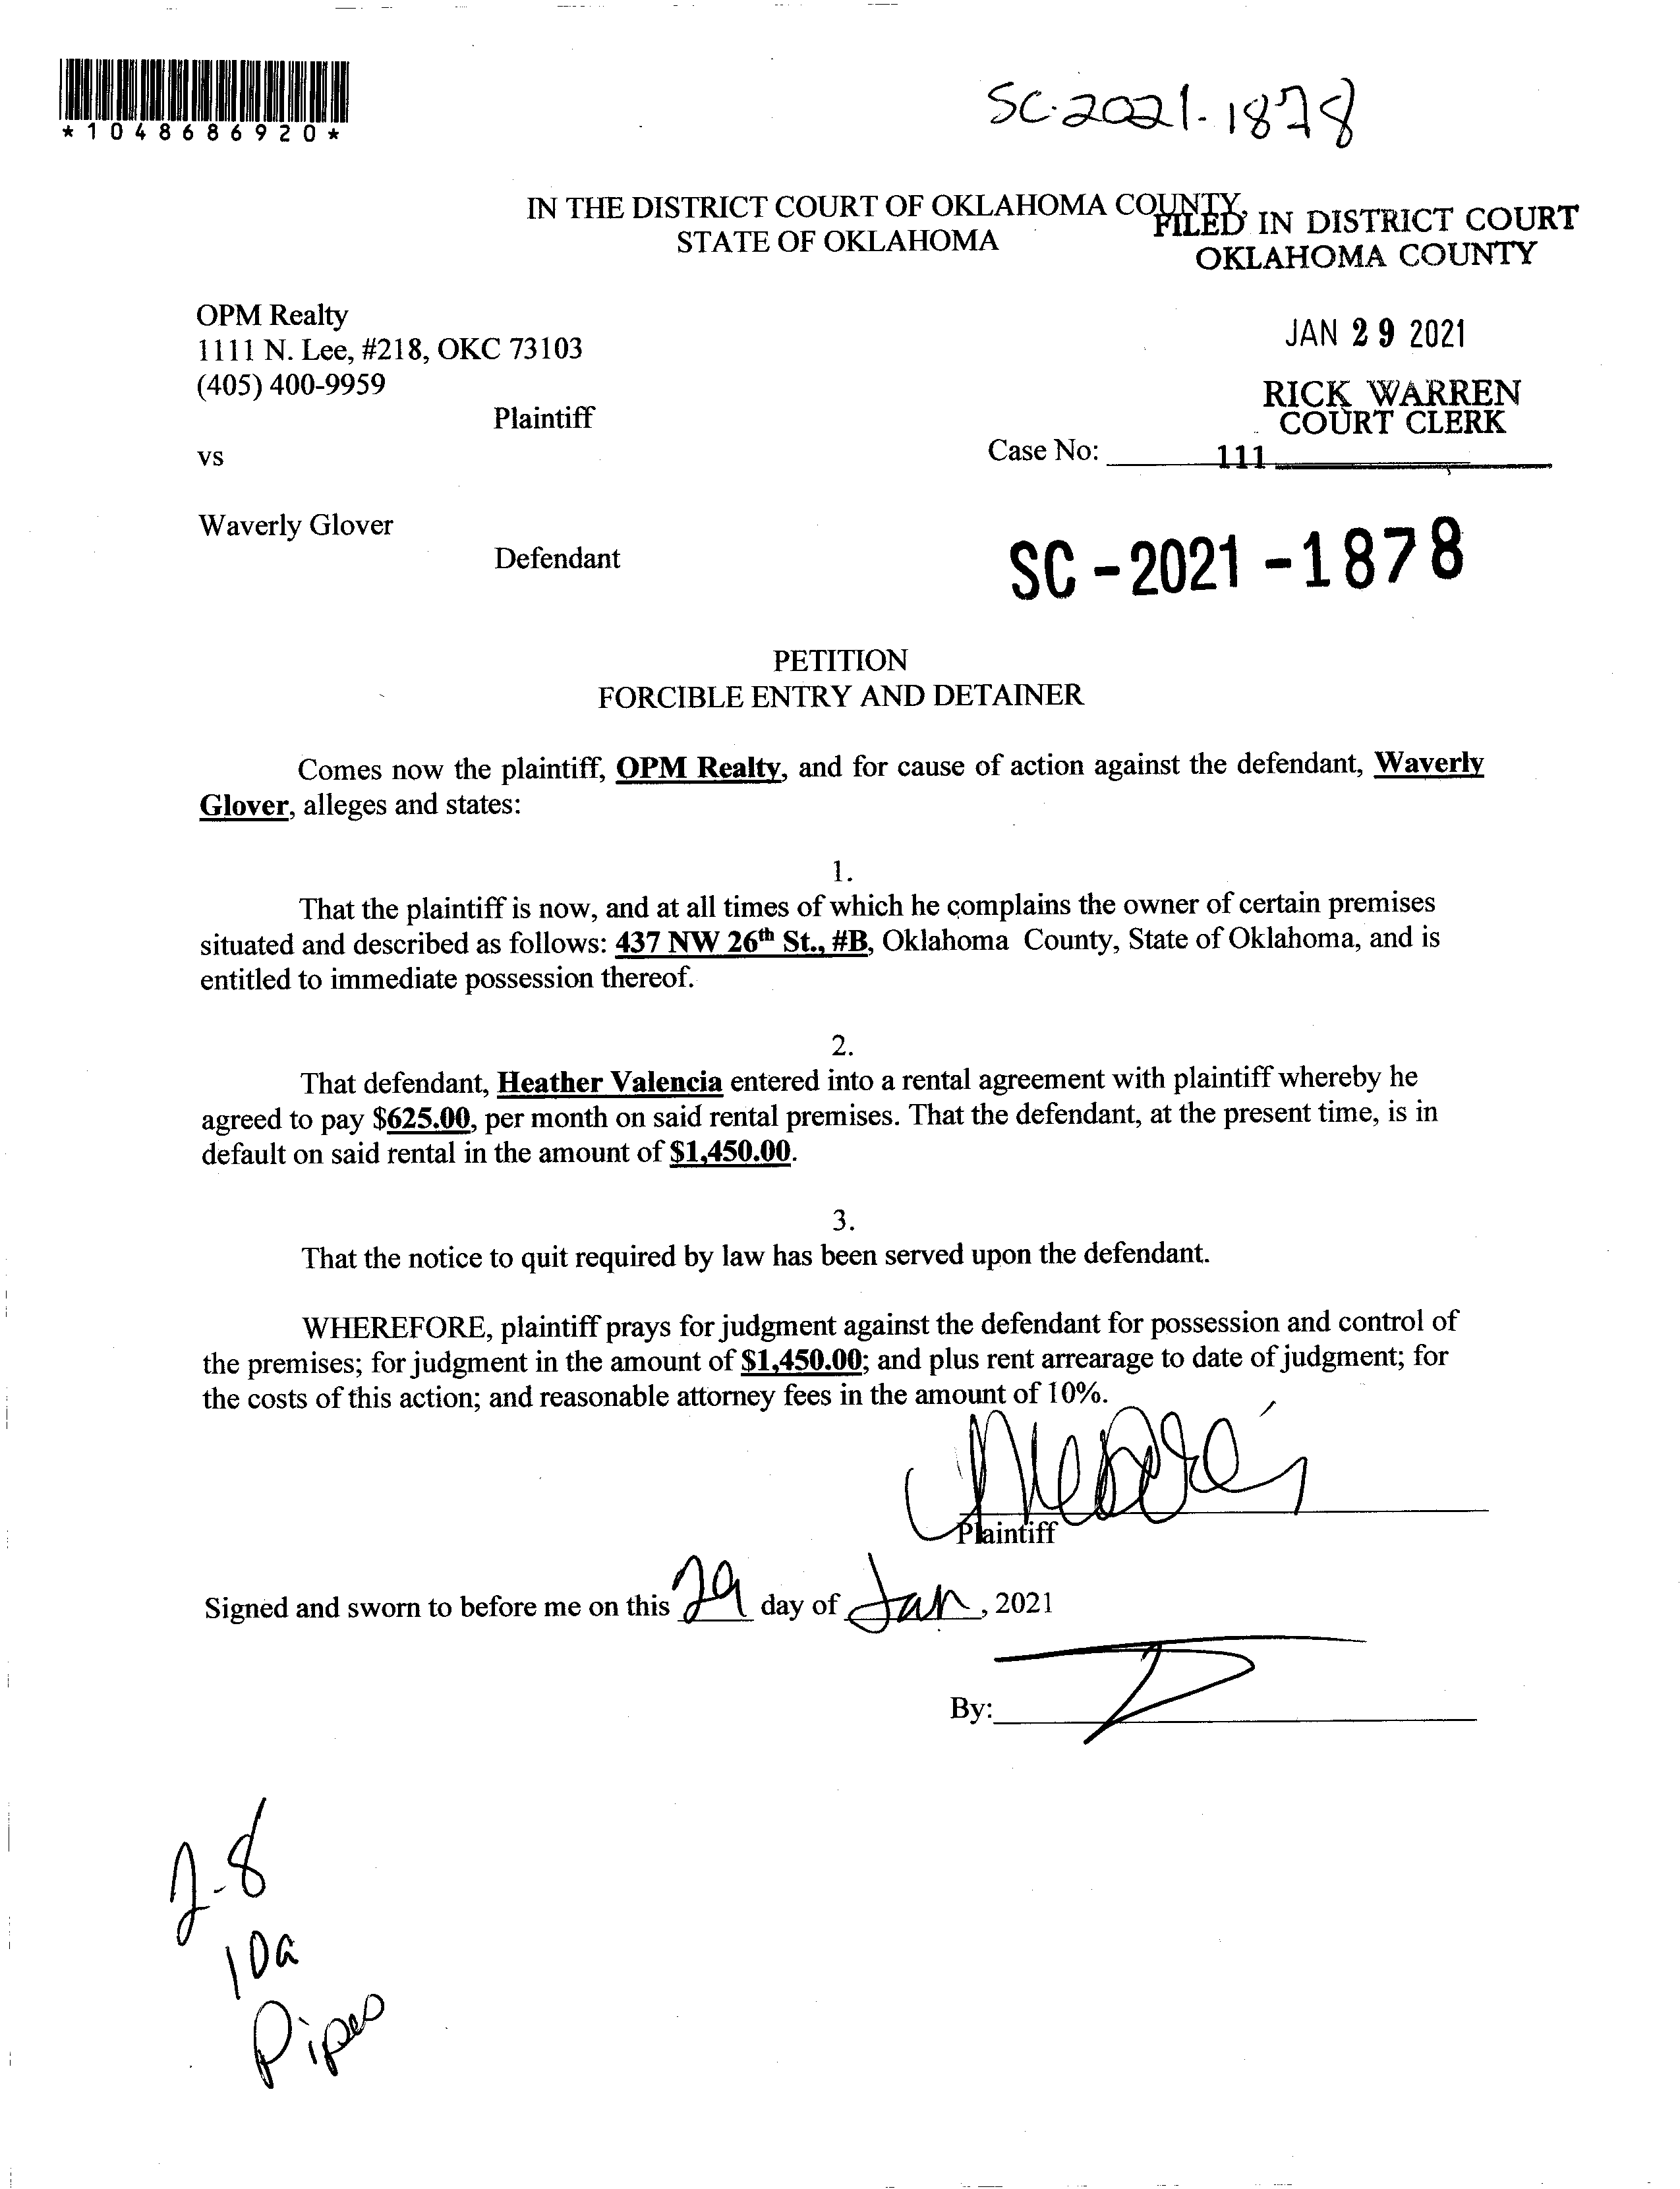 *1048686920*
SC-2021-1878
IN THE DISTRICT COURT OF OKLAHOMA COUNTY,
STATE OF OKLAHOMA
FILED IN DISTRICT COURT
OKLAHOMA COUNTY
JAN 29 2021
RICK WARREN
COURT CLERK
OPM Realty
1111 N. Lee, #218, OKC 73103
(405) 400-9959
Plaintiff
vs
Case No: 111
Waverly Glover
Defendant
SC-2021-1878
PETITION
FORCIBLE ENTRY AND DETAINER
Comes now the plaintiff, OPM Realty, and for cause of action against the defendant, Waverly
Glover, alleges and states:
1.
That the plaintiff is now, and at all times of which he complains the owner of certain premises
situated and described as follows: 437 NW 26th St., #B, Oklahoma County, State of Oklahoma, and is
entitled to immediate possession thereof.
2.
That defendant, Heather Valencia entered into a rental agreement with plaintiff whereby he
agreed to pay $625.00, per month on said rental premises. That the defendant, at the present time, is in
default on said rental in the amount of $1,450.00.
3.
That the notice to quit required by law has been served upon the defendant.
WHEREFORE, plaintiff prays for judgment against the defendant for possession and control of
the premises; for judgment in the amount of $1,450.00; and plus rent arrearage to date of judgment; for
the costs of this action; and reasonable attorney fees in the amount of 10%.
Plaintiff
Signed and sworn to before me on this 29 day of Jan, 2021
By:
2-8
10a
Pipes